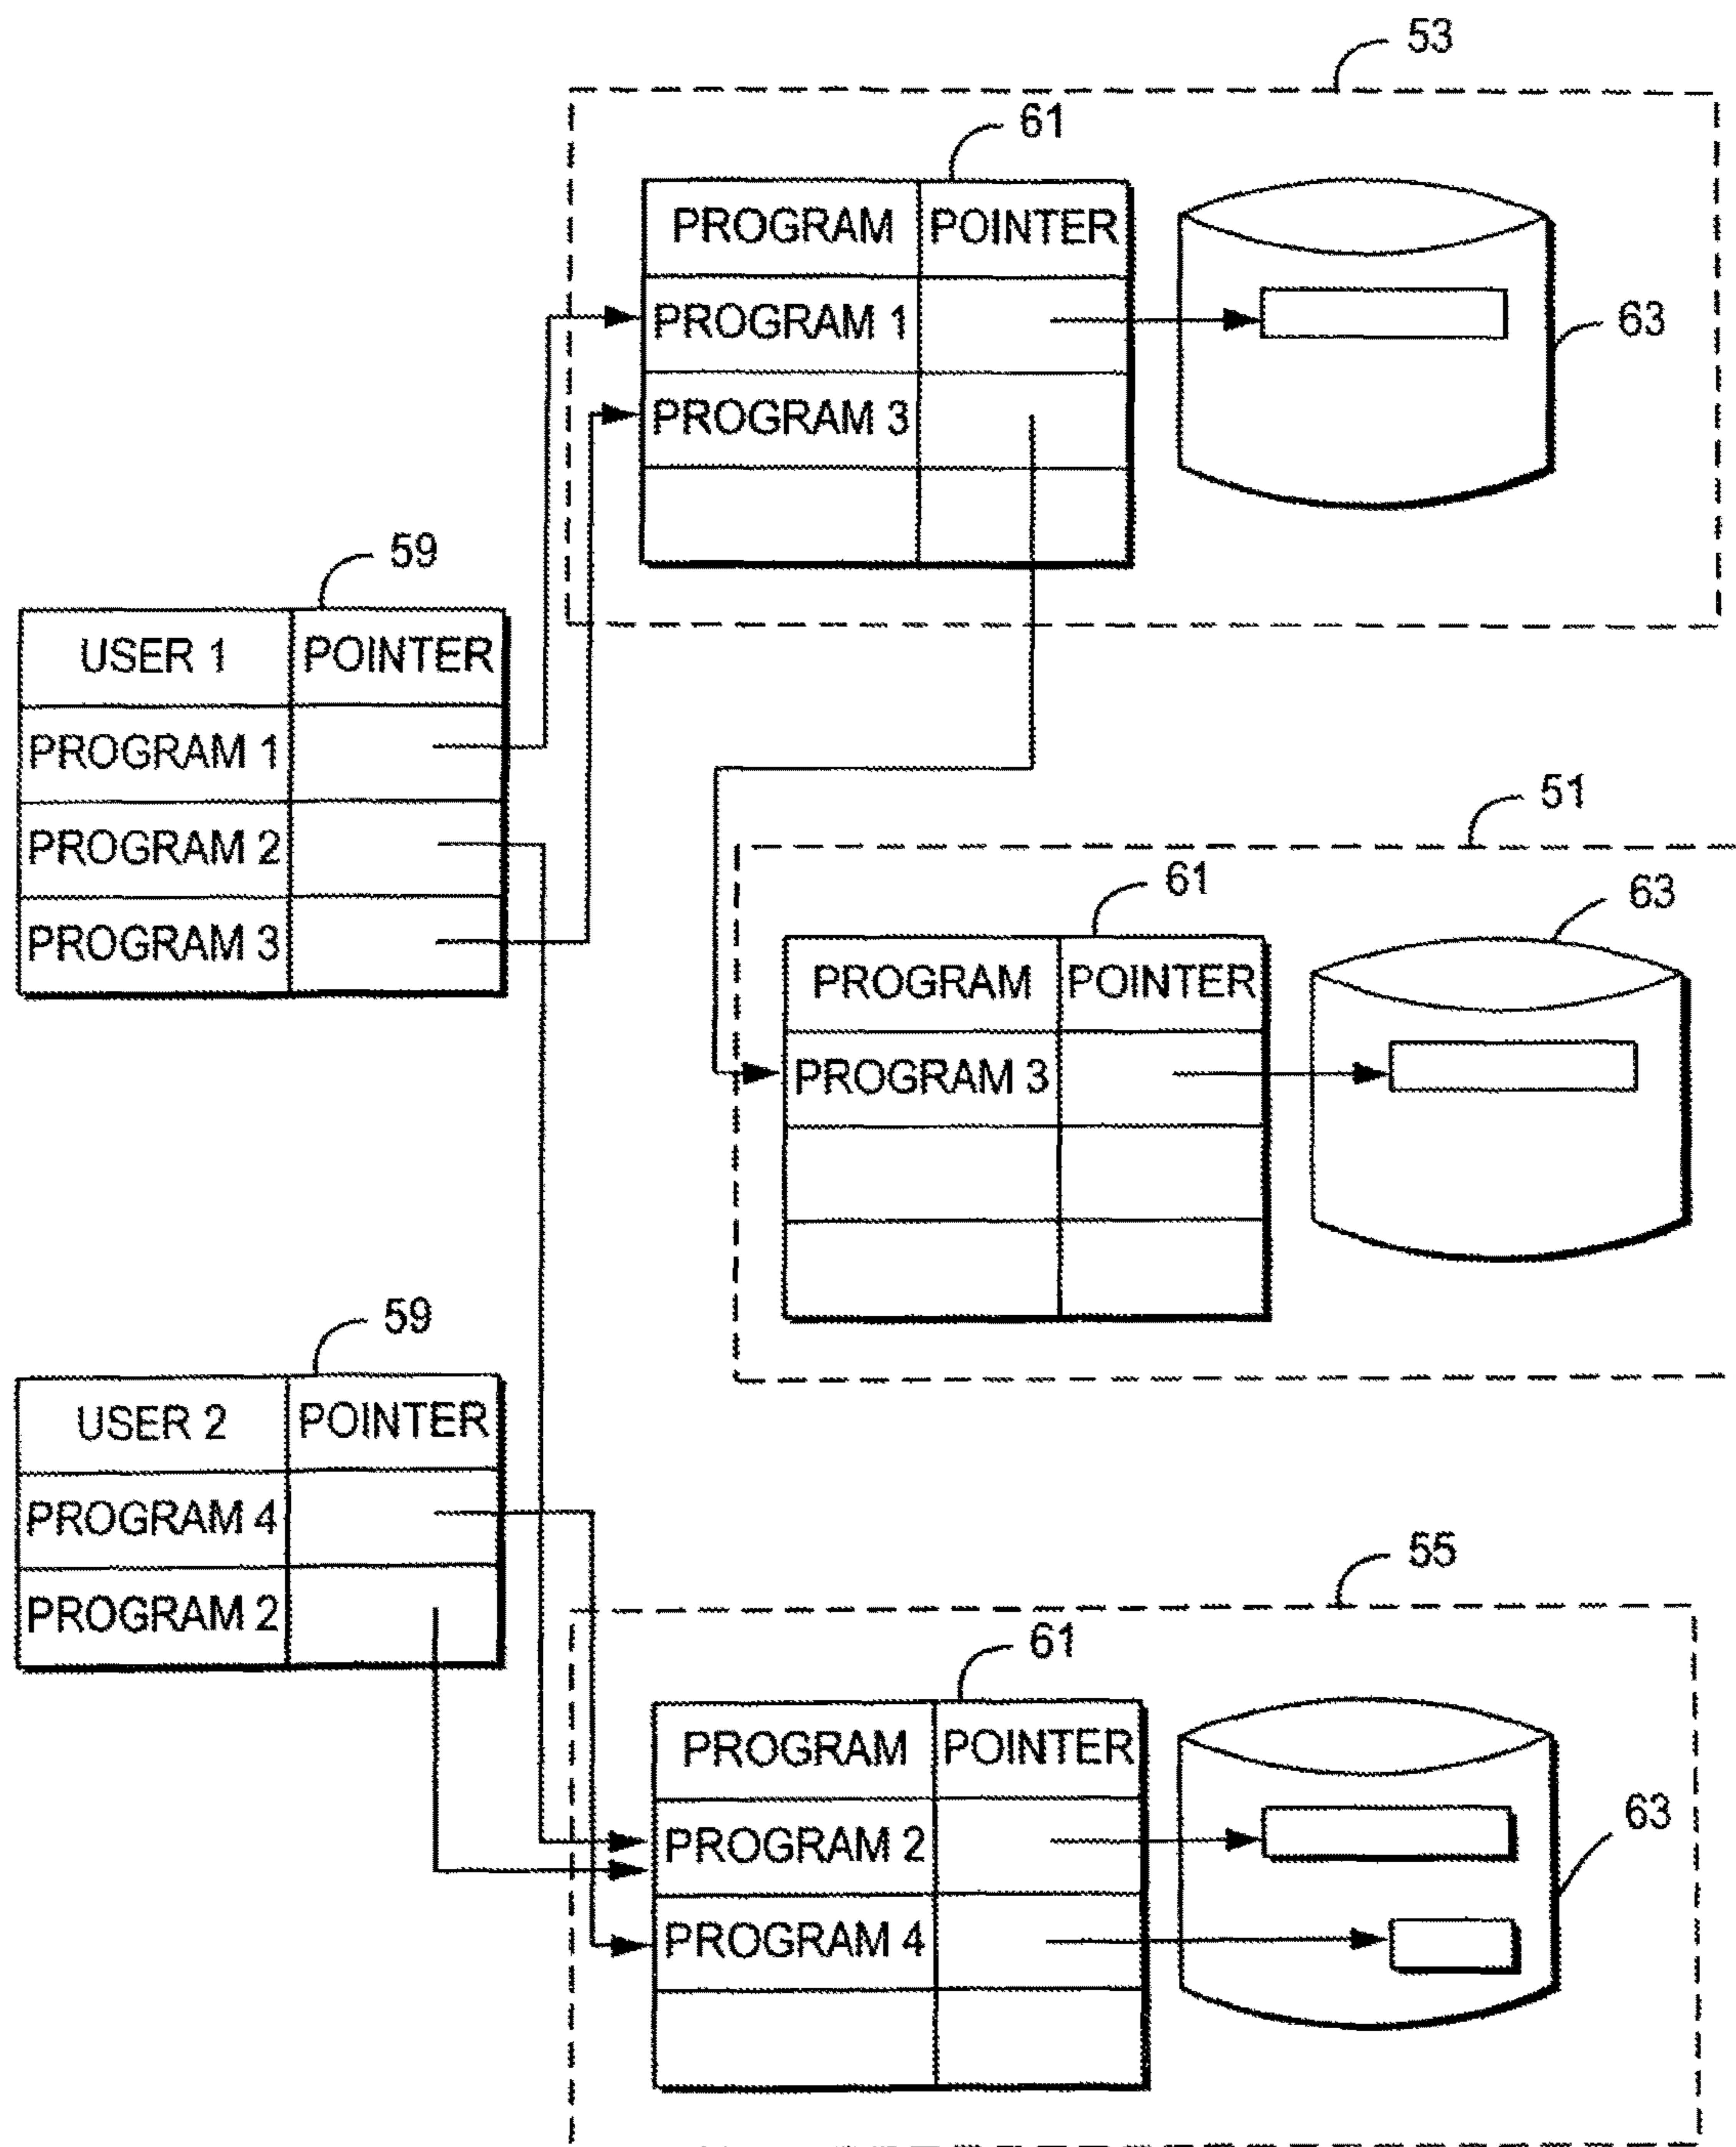 53
61
PROGRAM POINTER
PROGRAM 1
63
PROGRAM 3
59
USER 1 POINTER
PROGRAM 1
PROGRAM 2
PROGRAM 3
51
61
63
PROGRAM POINTER
PROGRAM 3
59
USER 2 POINTER
PROGRAM 4
PROGRAM 2
55
61
PROGRAM POINTER
PROGRAM 2
63
PROGRAM 4